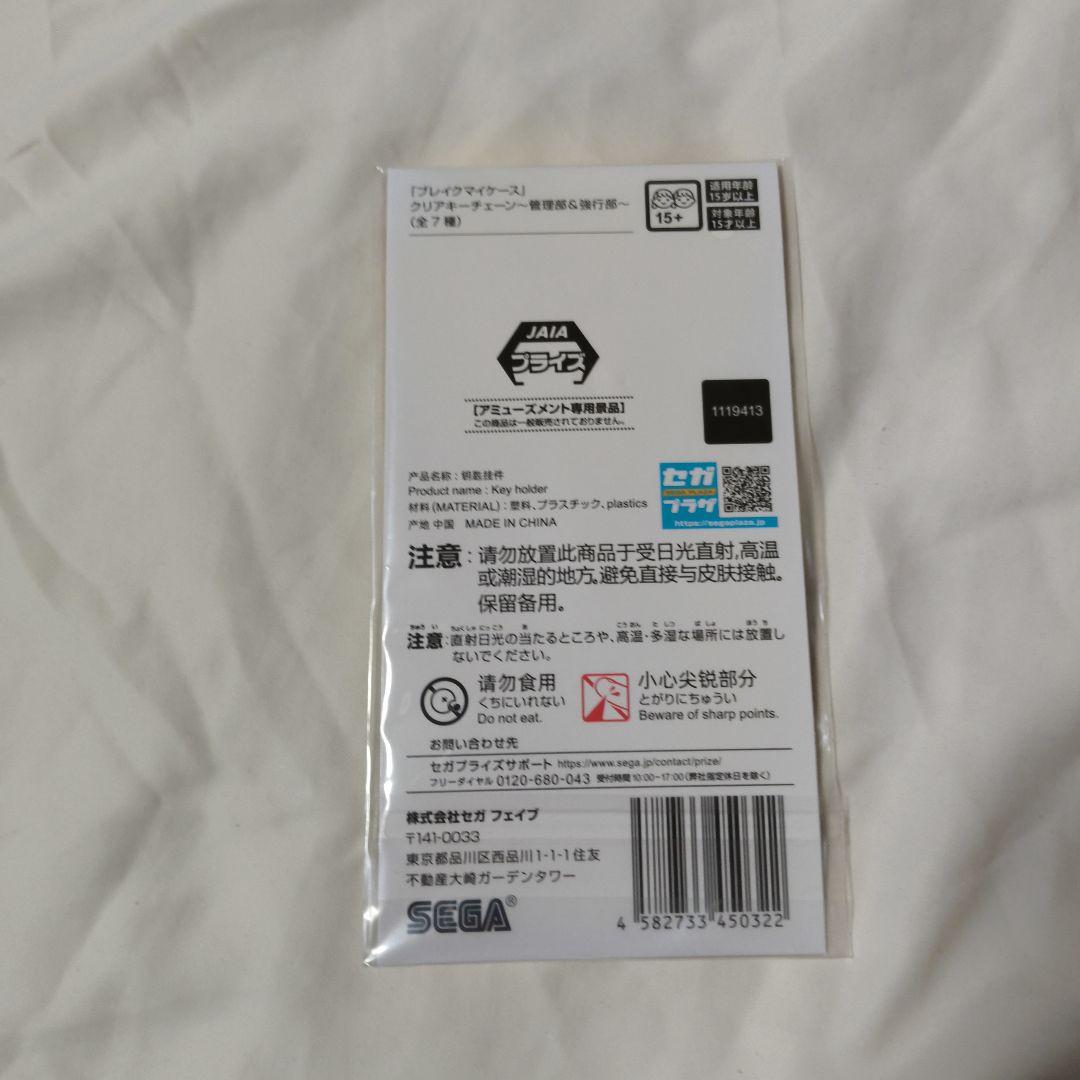 「ブレイクマイケース」
クリアキーチェーン～管理部＆強行部～
（全７種）
15+
适用年龄
15岁以上
対象年齢
15才以上
JAIA
プライズ
[アミューズメント専用景品]
この商品は一般販売されておりません。
1119413
产品名称：钥匙挂件
Product name : Key holder
材料(MATERIAL)：塑料、プラスチック、plastics
产地 中国　MADE IN CHINA
セガ
SEGA PLAZA
プラザ
https://segaplaza.jp
注意：请勿放置此商品于受日光直射,高温
或潮湿的地方。避免直接与皮肤接触。
保留备用。
注意：直射日光の当たるところや、高温・多湿な場所には放置し
ないでください。
请勿食用
くちにいれない
Do not eat.
小心尖锐部分
とがりにちゅうい
Beware of sharp points.
お問い合わせ先
セガプライズサポート https://www.sega.jp/contact/prize/
フリーダイヤル 0120-680-043 受付時間10:00~17:00(弊社指定休日を除く)
株式会社セガ フェイブ
〒141-0033
東京都品川区西品川1-1-1住友
不動産大崎ガーデンタワー
SEGA®
4 582733 450322